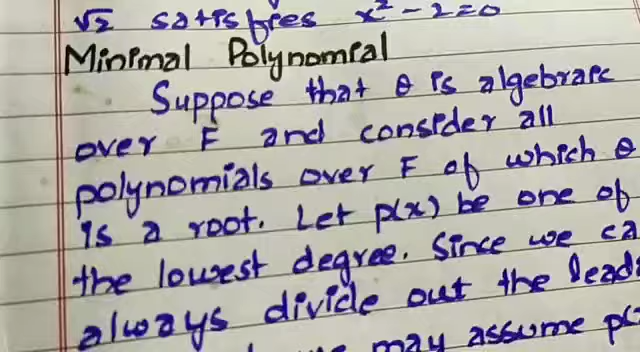 √2 satisfies x² - 2 = 0
Minimal Polynomial
Suppose that θ is algebraic
over F and consider all
polynomials over F of which θ
is a root. Let p(x) be one of
the lowest degree. Since we
always divide out the
may assume